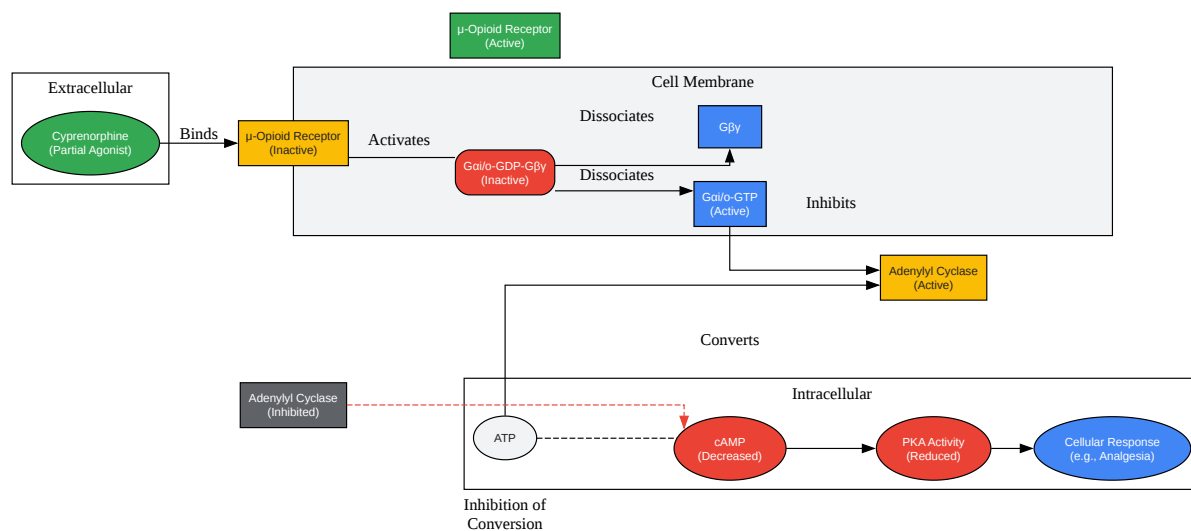 μ-Opioid Receptor
(Active)
Cell Membrane
Extracellular
Cyprenorphine
(Partial Agonist)
Binds
μ-Opioid Receptor
(Inactive)
Activates
Gαi/o-GDP-Gβγ
(Inactive)
Dissociates
Gβγ
Dissociates
Gαi/o-GTP
(Active)
Inhibits
Adenylyl Cyclase
(Active)
Converts
Adenylyl Cyclase
(Inhibited)
Intracellular
ATP
cAMP
(Decreased)
PKA Activity
(Reduced)
Cellular Response
(e.g., Analgesia)
Inhibition of
Conversion